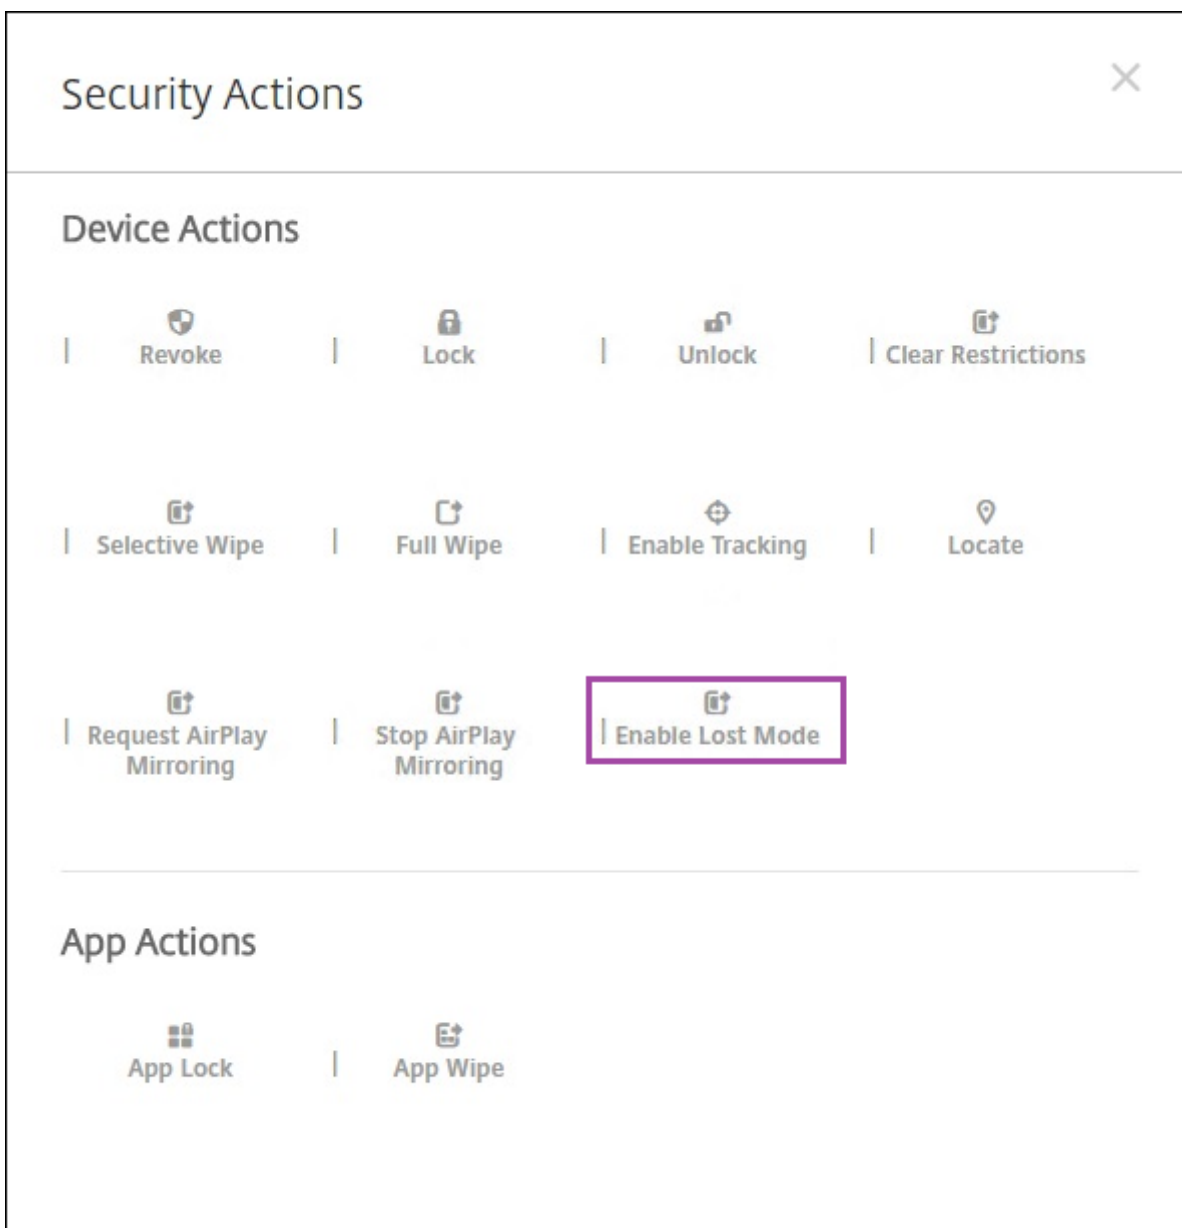 Security Actions
Device Actions
Revoke
Lock
Unlock
Clear Restrictions
Selective Wipe
Full Wipe
Enable Tracking
Locate
Request AirPlay
Mirroring
Stop AirPlay
Mirroring
Enable Lost Mode
App Actions
App Lock
App Wipe